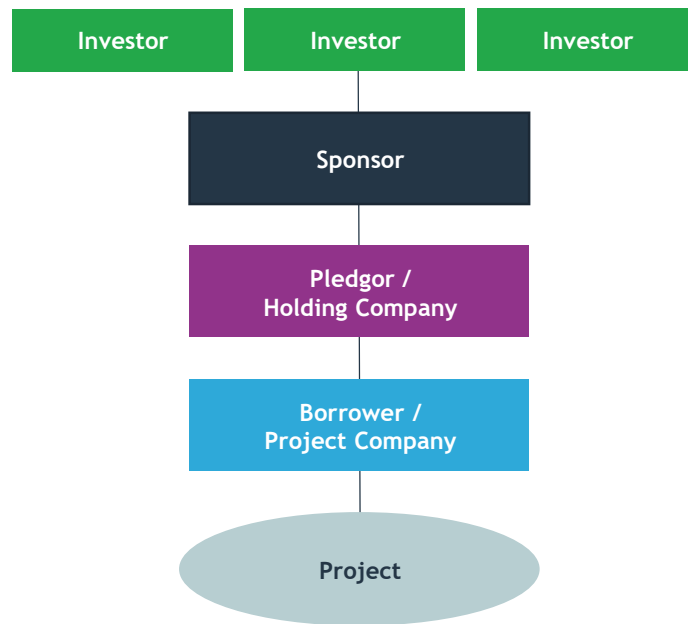 Investor
Investor
Investor
Sponsor
Pledgor /
Holding Company
Borrower /
Project Company
Project